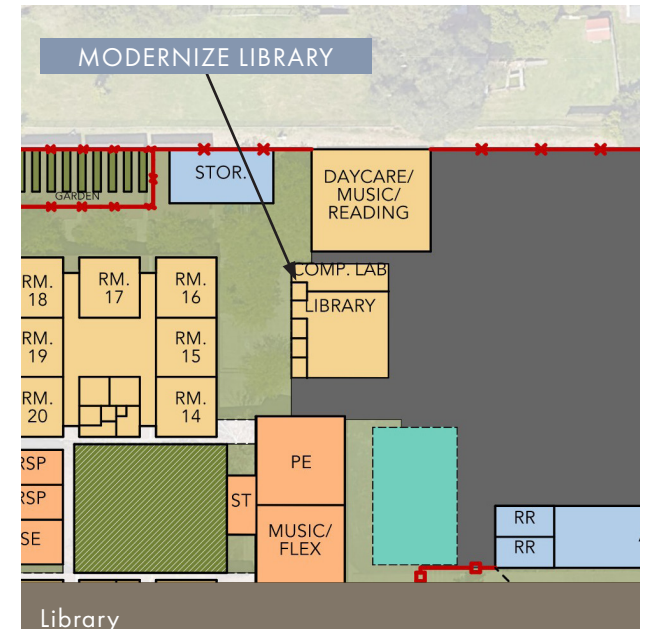 MODERNIZE LIBRARY
STOR.
DAYCARE/
MUSIC/
READING
GARDEN
COMP. LAB
LIBRARY
RM.
18
RM.
17
RM.
16
RM.
19
RM.
15
RM.
20
RM.
14
RSP
RSP
SE
ST
PE
MUSIC/
FLEX
RR
RR
Library